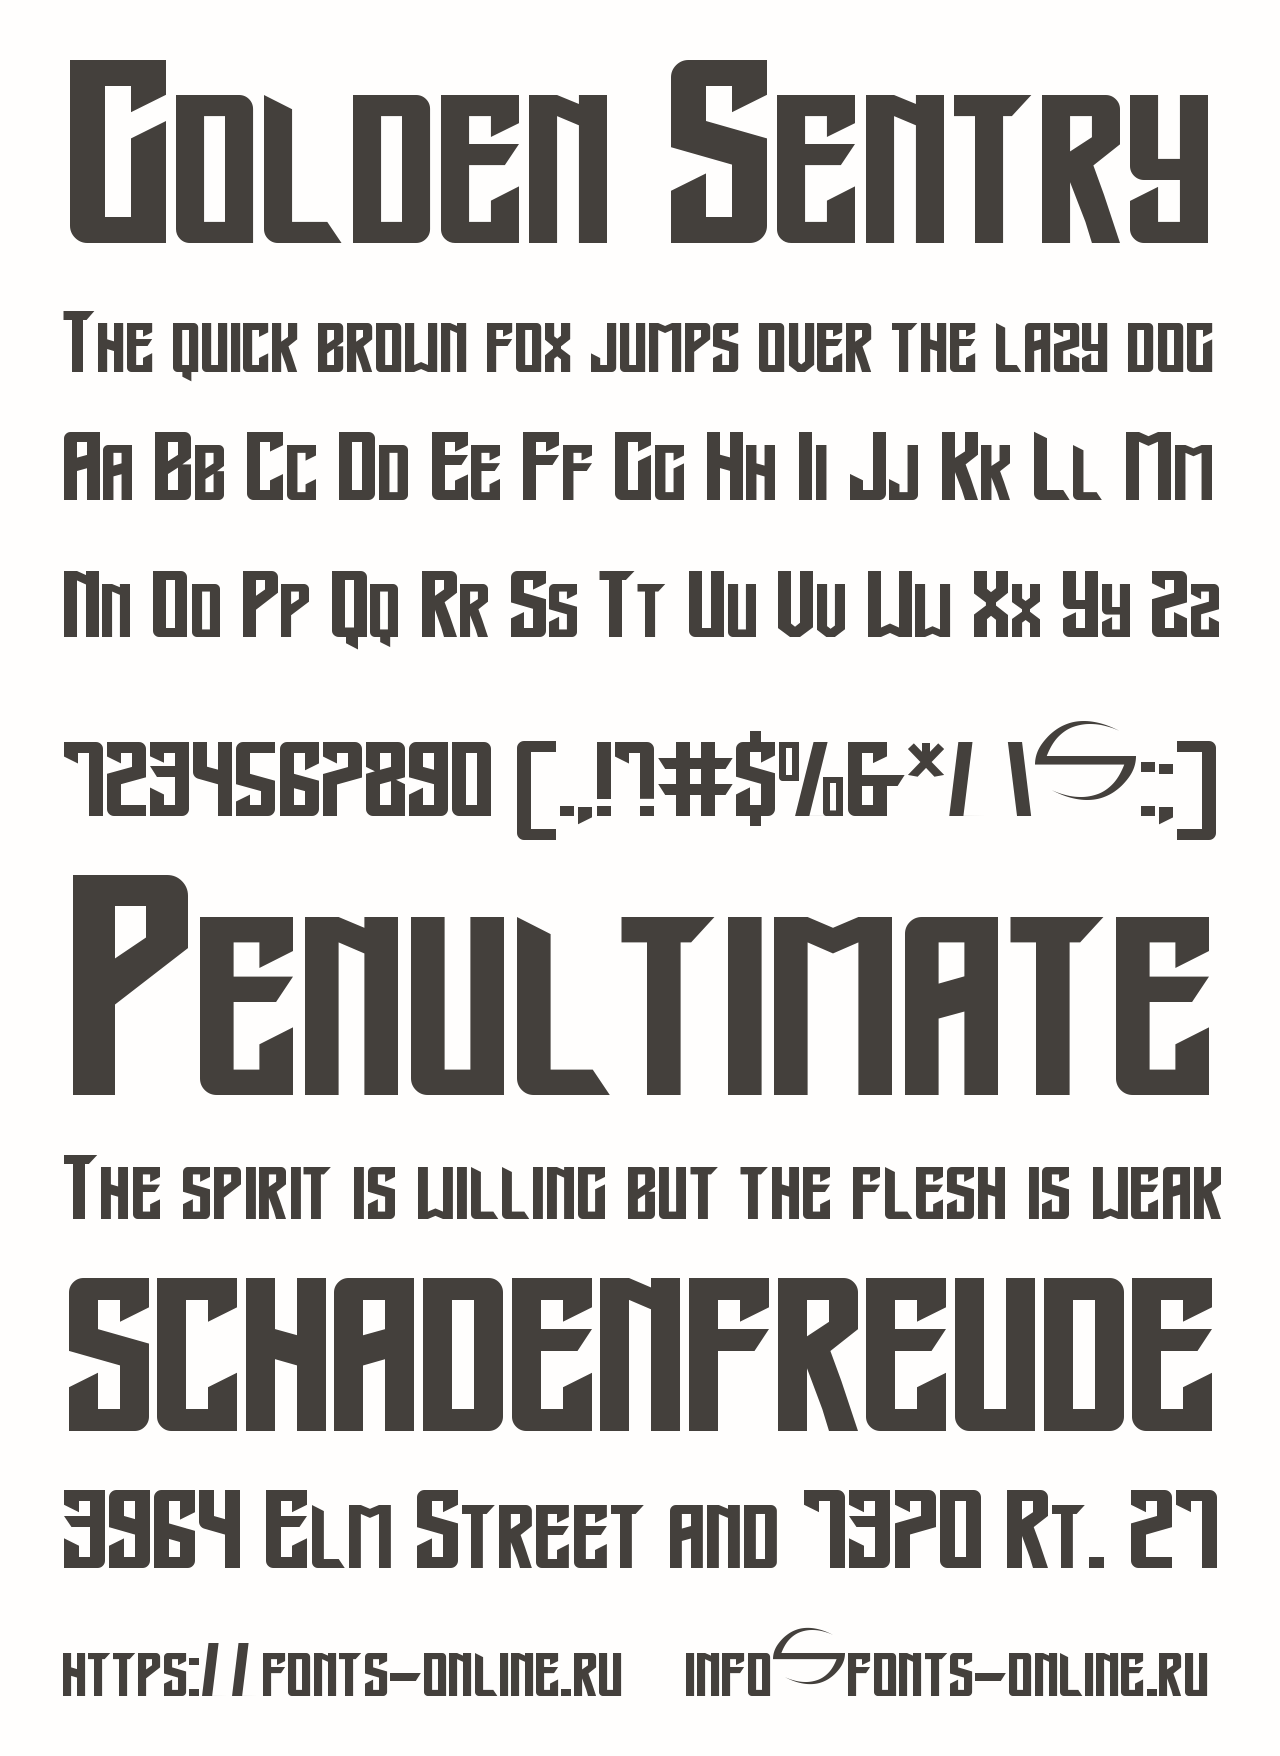 Golden Sentry
The quick brown fox jumps over the lazy dog
Aa Bb Cc Dd Ee Ff Gg Hh Ii Jj Kk Ll Mm
Nn Oo Pp Qq Rr Ss Tt Uu Vv Ww Xx Yy Zz
1234567890 [.,!?#$%&*/ \@:;]
Penultimate
The spirit is willing but the flesh is weak
SCHADENFREUDE
3964 Elm Street and 1370 Rt. 21
https://fonts-online.ru info@fonts-online.ru